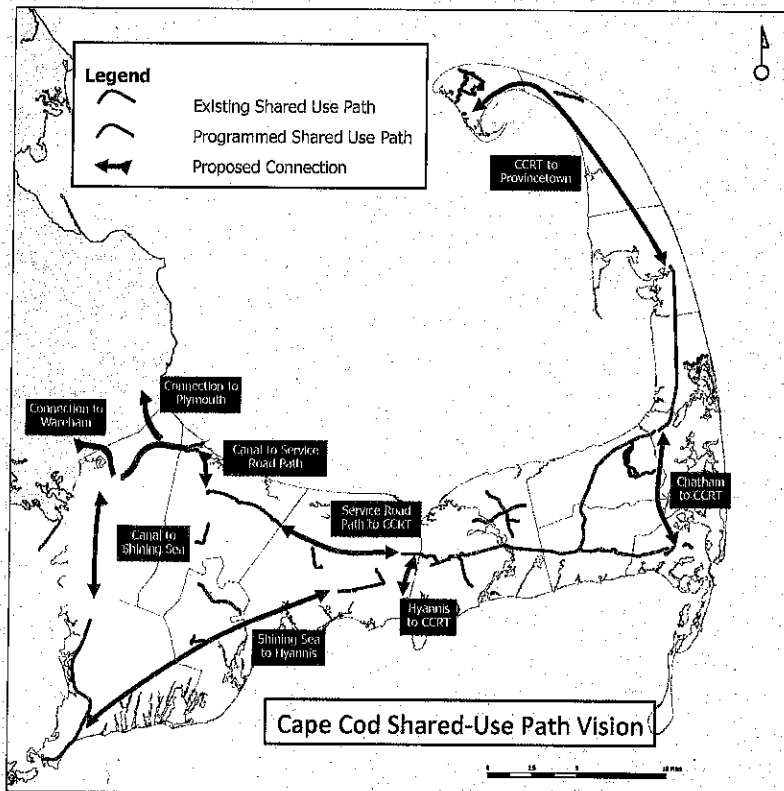 Legend
Existing Shared Use Path
Programmed Shared Use Path
Proposed Connection
CCRT to
Provincetown
Connection to
Plymouth
Connection to
Wareham
Canal to Service
Road Path
Service Road
Path to CCRT
Chatham
to CCRT
Canal to
Shining Sea
Hyannis
to CCRT
Shining Sea
to Hyannis
Cape Cod Shared-Use Path Vision